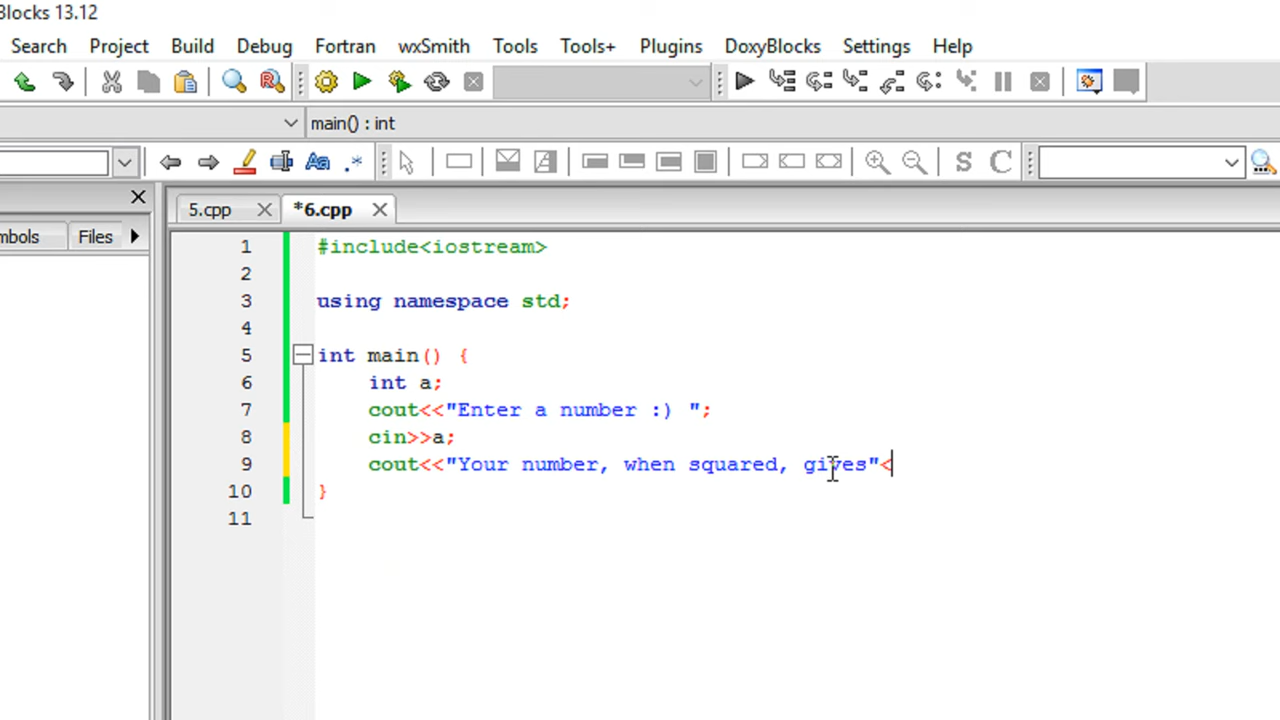 Blocks 13.12
Search Project Build Debug Fortran wxSmith Tools Tools+ Plugins DoxyBlocks Settings Help
main() : int
Aa .* S C
5.cpp *6.cpp
mbols Files
1 #include<iostream>
2
3 using namespace std;
4
5 int main() {
6 int a;
7 cout<<"Enter a number :) ";
8 cin>>a;
9 cout<<"Your number, when squared, gives"<
10 }
11